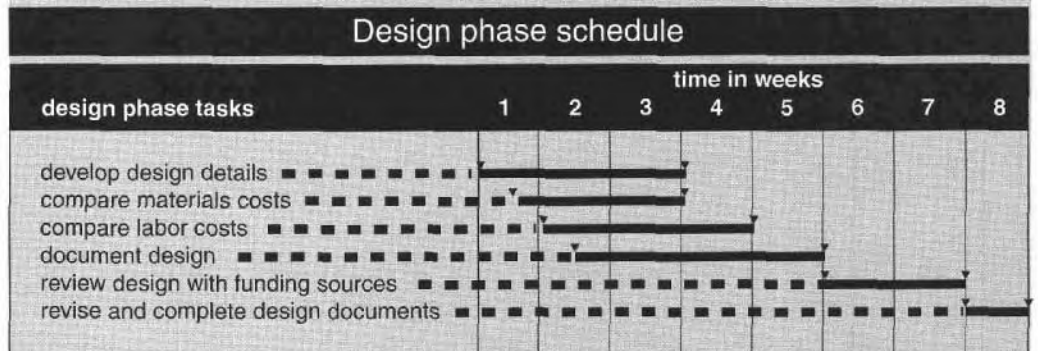 Design phase schedule
time in weeks
design phase tasks 1 2 3 4 5 6 7 8
develop design details
compare materials costs
compare labor costs
document design
review design with funding sources
revise and complete design documents